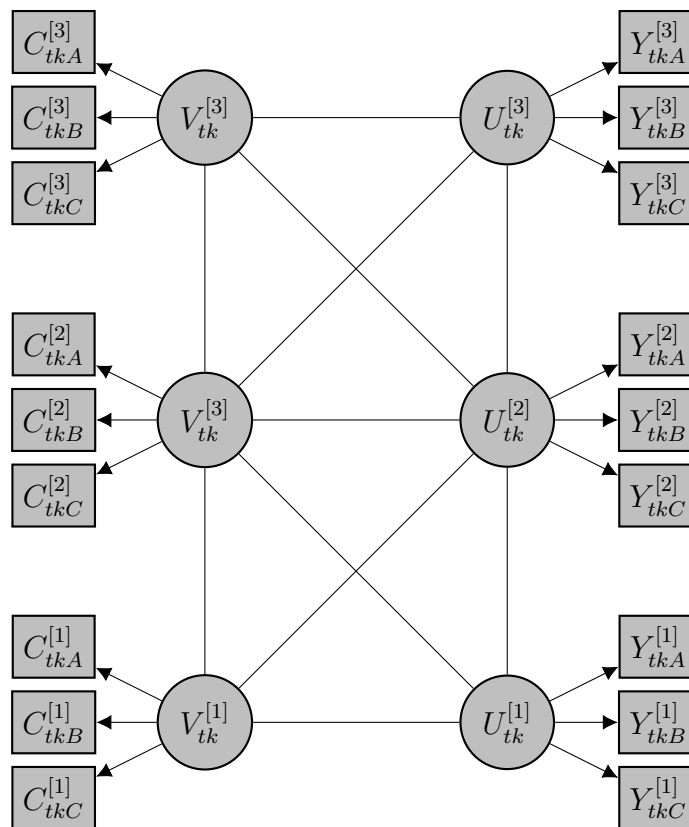 C_{tkA}^{[3]}
C_{tkB}^{[3]}
C_{tkC}^{[3]}
V_{tk}^{[3]}
U_{tk}^{[3]}
Y_{tkA}^{[3]}
Y_{tkB}^{[3]}
Y_{tkC}^{[3]}
C_{tkA}^{[2]}
C_{tkB}^{[2]}
C_{tkC}^{[2]}
V_{tk}^{[3]}
U_{tk}^{[2]}
Y_{tkA}^{[2]}
Y_{tkB}^{[2]}
Y_{tkC}^{[2]}
C_{tkA}^{[1]}
C_{tkB}^{[1]}
C_{tkC}^{[1]}
V_{tk}^{[1]}
U_{tk}^{[1]}
Y_{tkA}^{[1]}
Y_{tkB}^{[1]}
Y_{tkC}^{[1]}